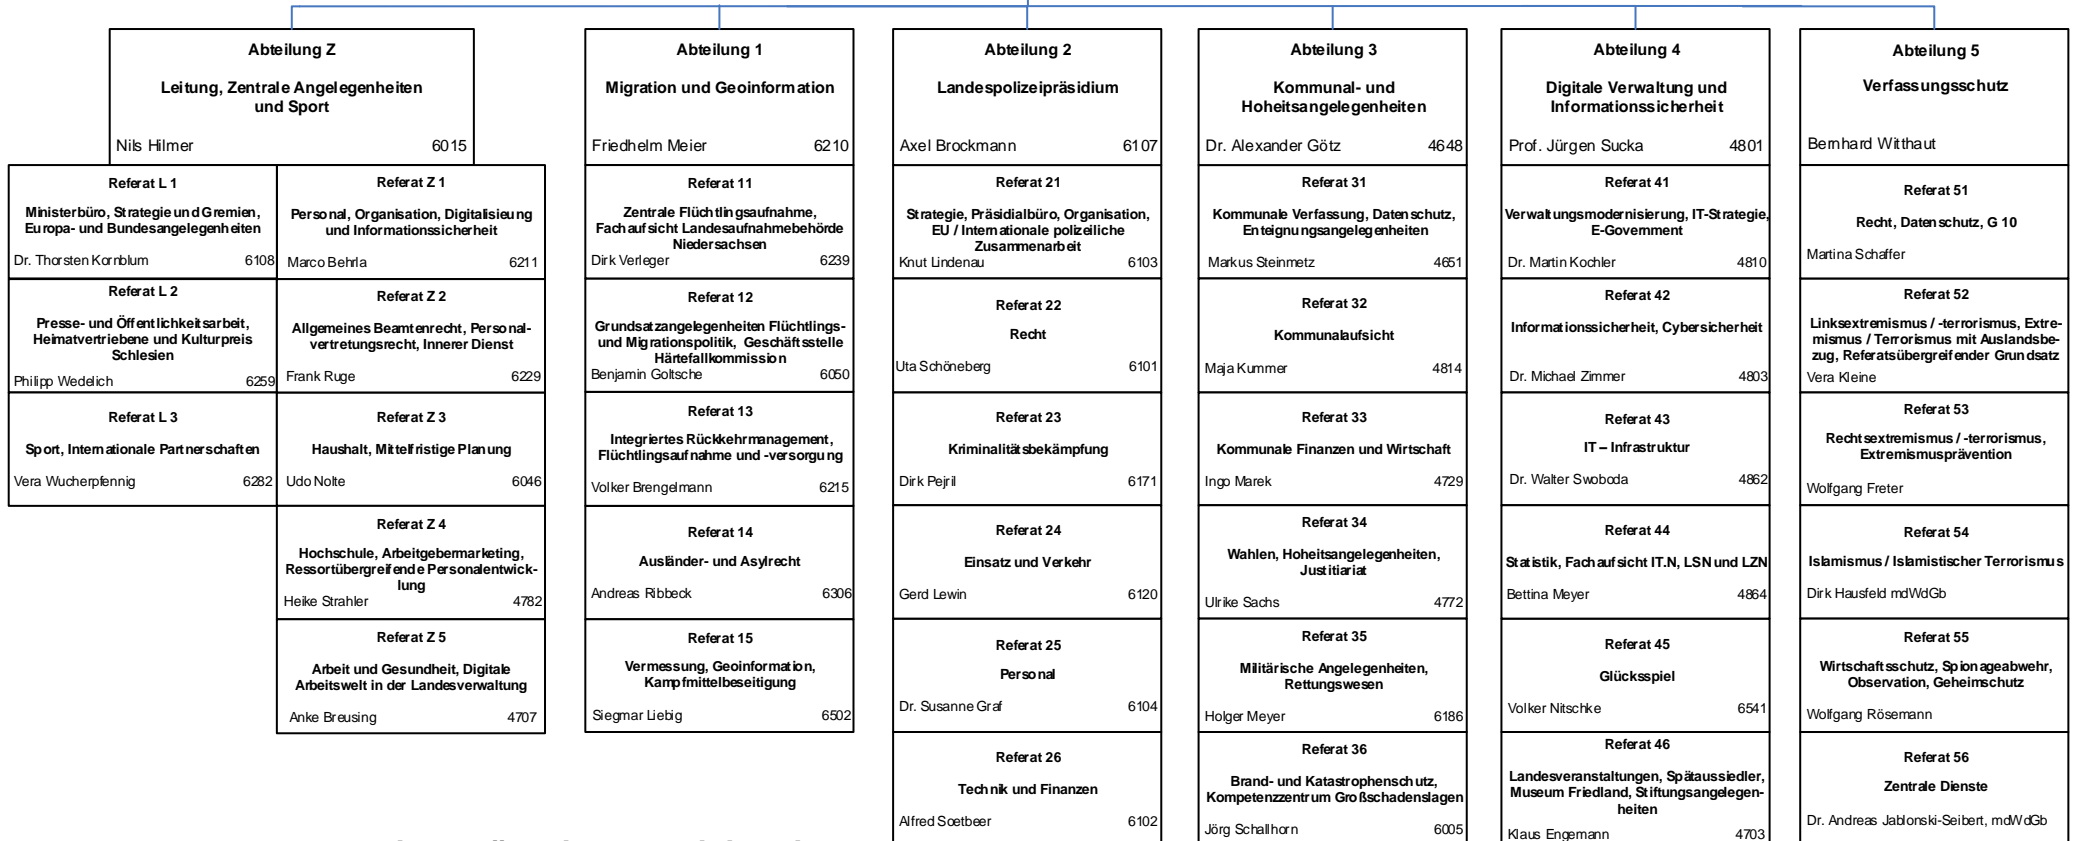 Abteilung Z
Leitung, Zentrale Angelegenheiten
und Sport
Nils Hilmer 6015
Referat L 1
Ministerbüro, Strategie und Gremien,
Europa- und Bundesangelegenheiten
Dr. Thorsten Kornblum 6108
Referat L 2
Presse- und Öffentlichkeitsarbeit,
Heimatvertriebene und Kulturpreis
Schlesien
Philipp Wedelich 6259
Referat L 3
Sport, Internationale Partnerschaften
Vera Wucherpfennig 6282
Referat Z 1
Personal, Organisation, Digitalisieung
und Informationssicherheit
Marco Behrla 6211
Referat Z 2
Allgemeines Beamtenrecht, Personal-
vertretungsrecht, Innerer Dienst
Frank Ruge 6229
Referat Z 3
Haushalt, Mittelfristige Planung
Udo Nolte 6046
Referat Z 4
Hochschule, Arbeitgebermarketing,
Ressortübergreifende Personalentwick-
lung
Heike Strahler 4782
Referat Z 5
Arbeit und Gesundheit, Digitale
Arbeitswelt in der Landesverwaltung
Anke Breusing 4707
Abteilung 1
Migration und Geoinformation
Friedhelm Meier 6210
Referat 11
Zentrale Flüchtlingsaufnahme,
Fachaufsicht Landesaufnahmebehörde
Niedersachsen
Dirk Verleger 6239
Referat 12
Grundsatzangelegenheiten Flüchtlings-
und Migrationspolitik, Geschäftsstelle
Härtefallkommission
Benjamin Goltsche 6050
Referat 13
Integriertes Rückkehrmanagement,
Flüchtlingsaufnahme und -versorgung
Volker Brengelmann 6215
Referat 14
Ausländer- und Asylrecht
Andreas Ribbeck 6306
Referat 15
Vermessung, Geoinformation,
Kampfmittelbeseitigung
Siegmar Liebig 6502
Abteilung 2
Landespolizeipräsidium
Axel Brockmann 6107
Referat 21
Strategie, Präsidialbüro, Organisation,
EU / Internationale polizeiliche
Zusammenarbeit
Knut Lindenau 6103
Referat 22
Recht
Uta Schöneberg 6101
Referat 23
Kriminalitätsbekämpfung
Dirk Pejril 6171
Referat 24
Einsatz und Verkehr
Gerd Lewin 6120
Referat 25
Personal
Dr. Susanne Graf 6104
Referat 26
Technik und Finanzen
Alfred Soetbeer 6102
Abteilung 3
Kommunal- und
Hoheitsangelegenheiten
Dr. Alexander Götz 4648
Referat 31
Kommunale Verfassung, Datenschutz,
Enteignungsangelegenheiten
Markus Steinmetz 4651
Referat 32
Kommunalaufsicht
Maja Kummer 4814
Referat 33
Kommunale Finanzen und Wirtschaft
Ingo Marek 4729
Referat 34
Wahlen, Hoheitsangelegenheiten,
Justitiariat
Ulrike Sachs 4772
Referat 35
Militärische Angelegenheiten,
Rettungswesen
Holger Meyer 6186
Referat 36
Brand- und Katastrophenschutz,
Kompetenzzentrum Großschadenslagen
Jörg Schallhorn 6005
Abteilung 4
Digitale Verwaltung und
Informationssicherheit
Prof. Jürgen Sucka 4801
Referat 41
Verwaltungsmodernisierung, IT-Strategie,
E-Government
Dr. Martin Kochler 4810
Referat 42
Informationssicherheit, Cybersicherheit
Dr. Michael Zimmer 4803
Referat 43
IT – Infrastruktur
Dr. Walter Swoboda 4862
Referat 44
Statistik, Fachaufsicht IT.N, LSN und LZN
Bettina Meyer 4864
Referat 45
Glücksspiel
Volker Nitschke 6541
Referat 46
Landesveranstaltungen, Spätaussiedler,
Museum Friedland, Stiftungsangelegen-
heiten
Klaus Engemann 4703
Abteilung 5
Verfassungsschutz
Bernhard Witthaut
Referat 51
Recht, Datenschutz, G 10
Martina Schaffer
Referat 52
Linksextremismus / -terrorismus, Extre-
mismus / Terrorismus mit Auslandsbe-
zug, Referatsübergreifender Grundsatz
Vera Kleine
Referat 53
Rechtsextremismus / -terrorismus,
Extremismusprävention
Wolfgang Freter
Referat 54
Islamismus / Islamistischer Terrorismus
Dirk Hausfeld mdWdGb
Referat 55
Wirtschaftsschutz, Spionageabwehr,
Observation, Geheimschutz
Wolfgang Rösemann
Referat 56
Zentrale Dienste
Dr. Andreas Jablonski-Seibert, mdWdGb